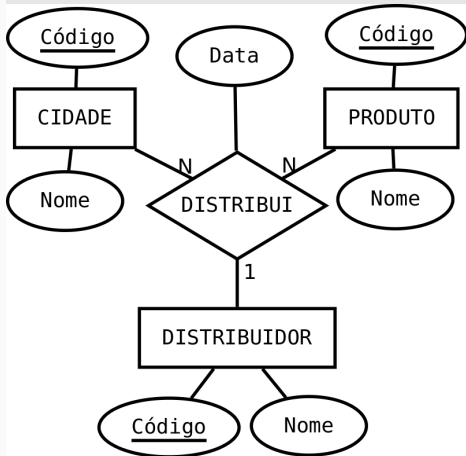 Código
Código
Data
CIDADE
PRODUTO
N
N
Nome
Nome
DISTRIBUI
1
DISTRIBUIDOR
Código
Nome